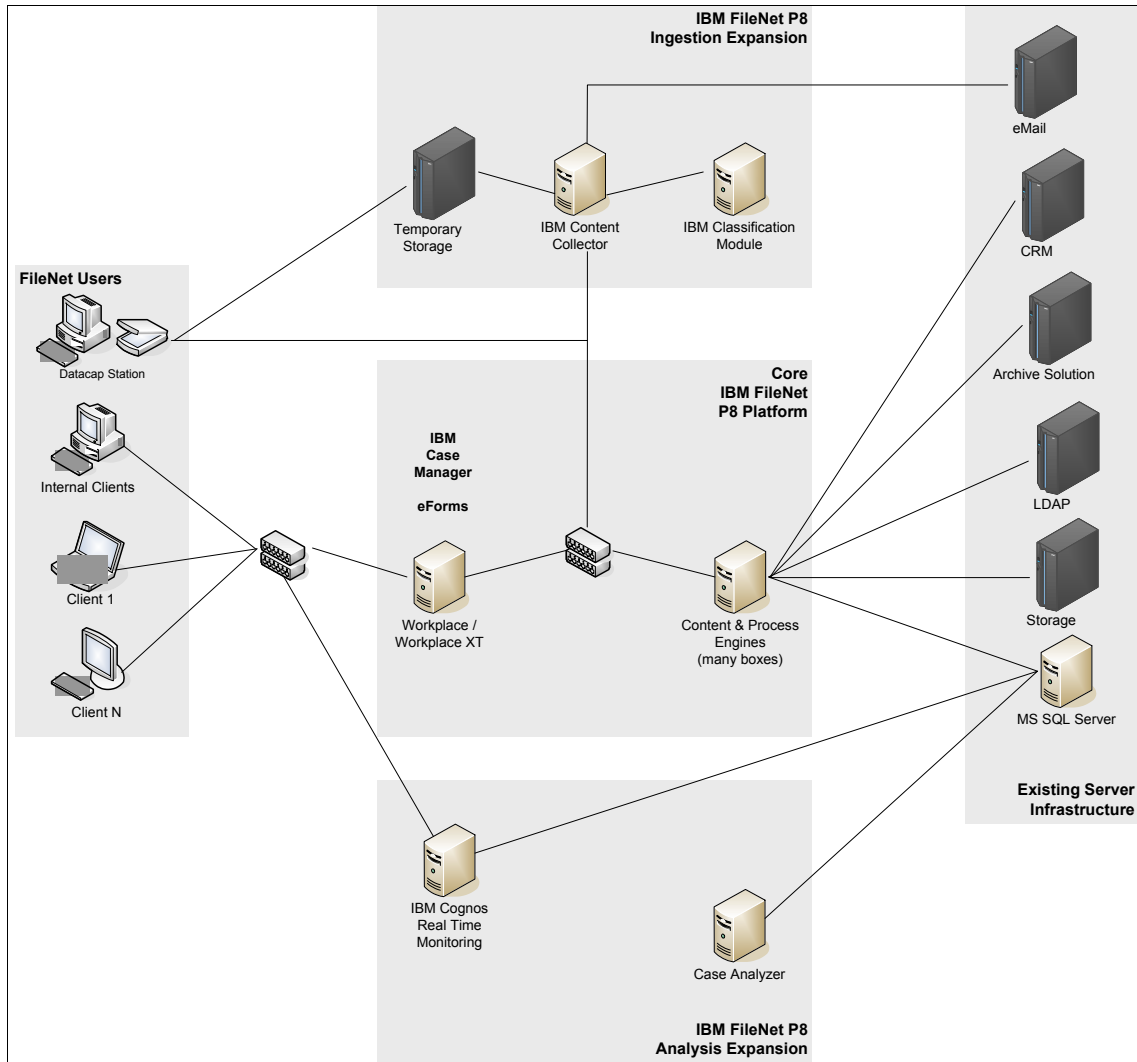 IBM FileNet P8
Ingestion Expansion
eMail
Temporary
Storage
IBM Content
Collector
IBM Classification
Module
CRM
FileNet Users
Datacap Station
Archive Solution
Core
IBM FileNet
P8 Platform
IBM
Case
Manager
eForms
Internal Clients
LDAP
Client 1
Workplace /
Workplace XT
Content & Process
Engines
(many boxes)
Storage
Client N
MS SQL Server
Existing Server
Infrastructure
IBM Cognos
Real Time
Monitoring
Case Analyzer
IBM FileNet P8
Analysis Expansion